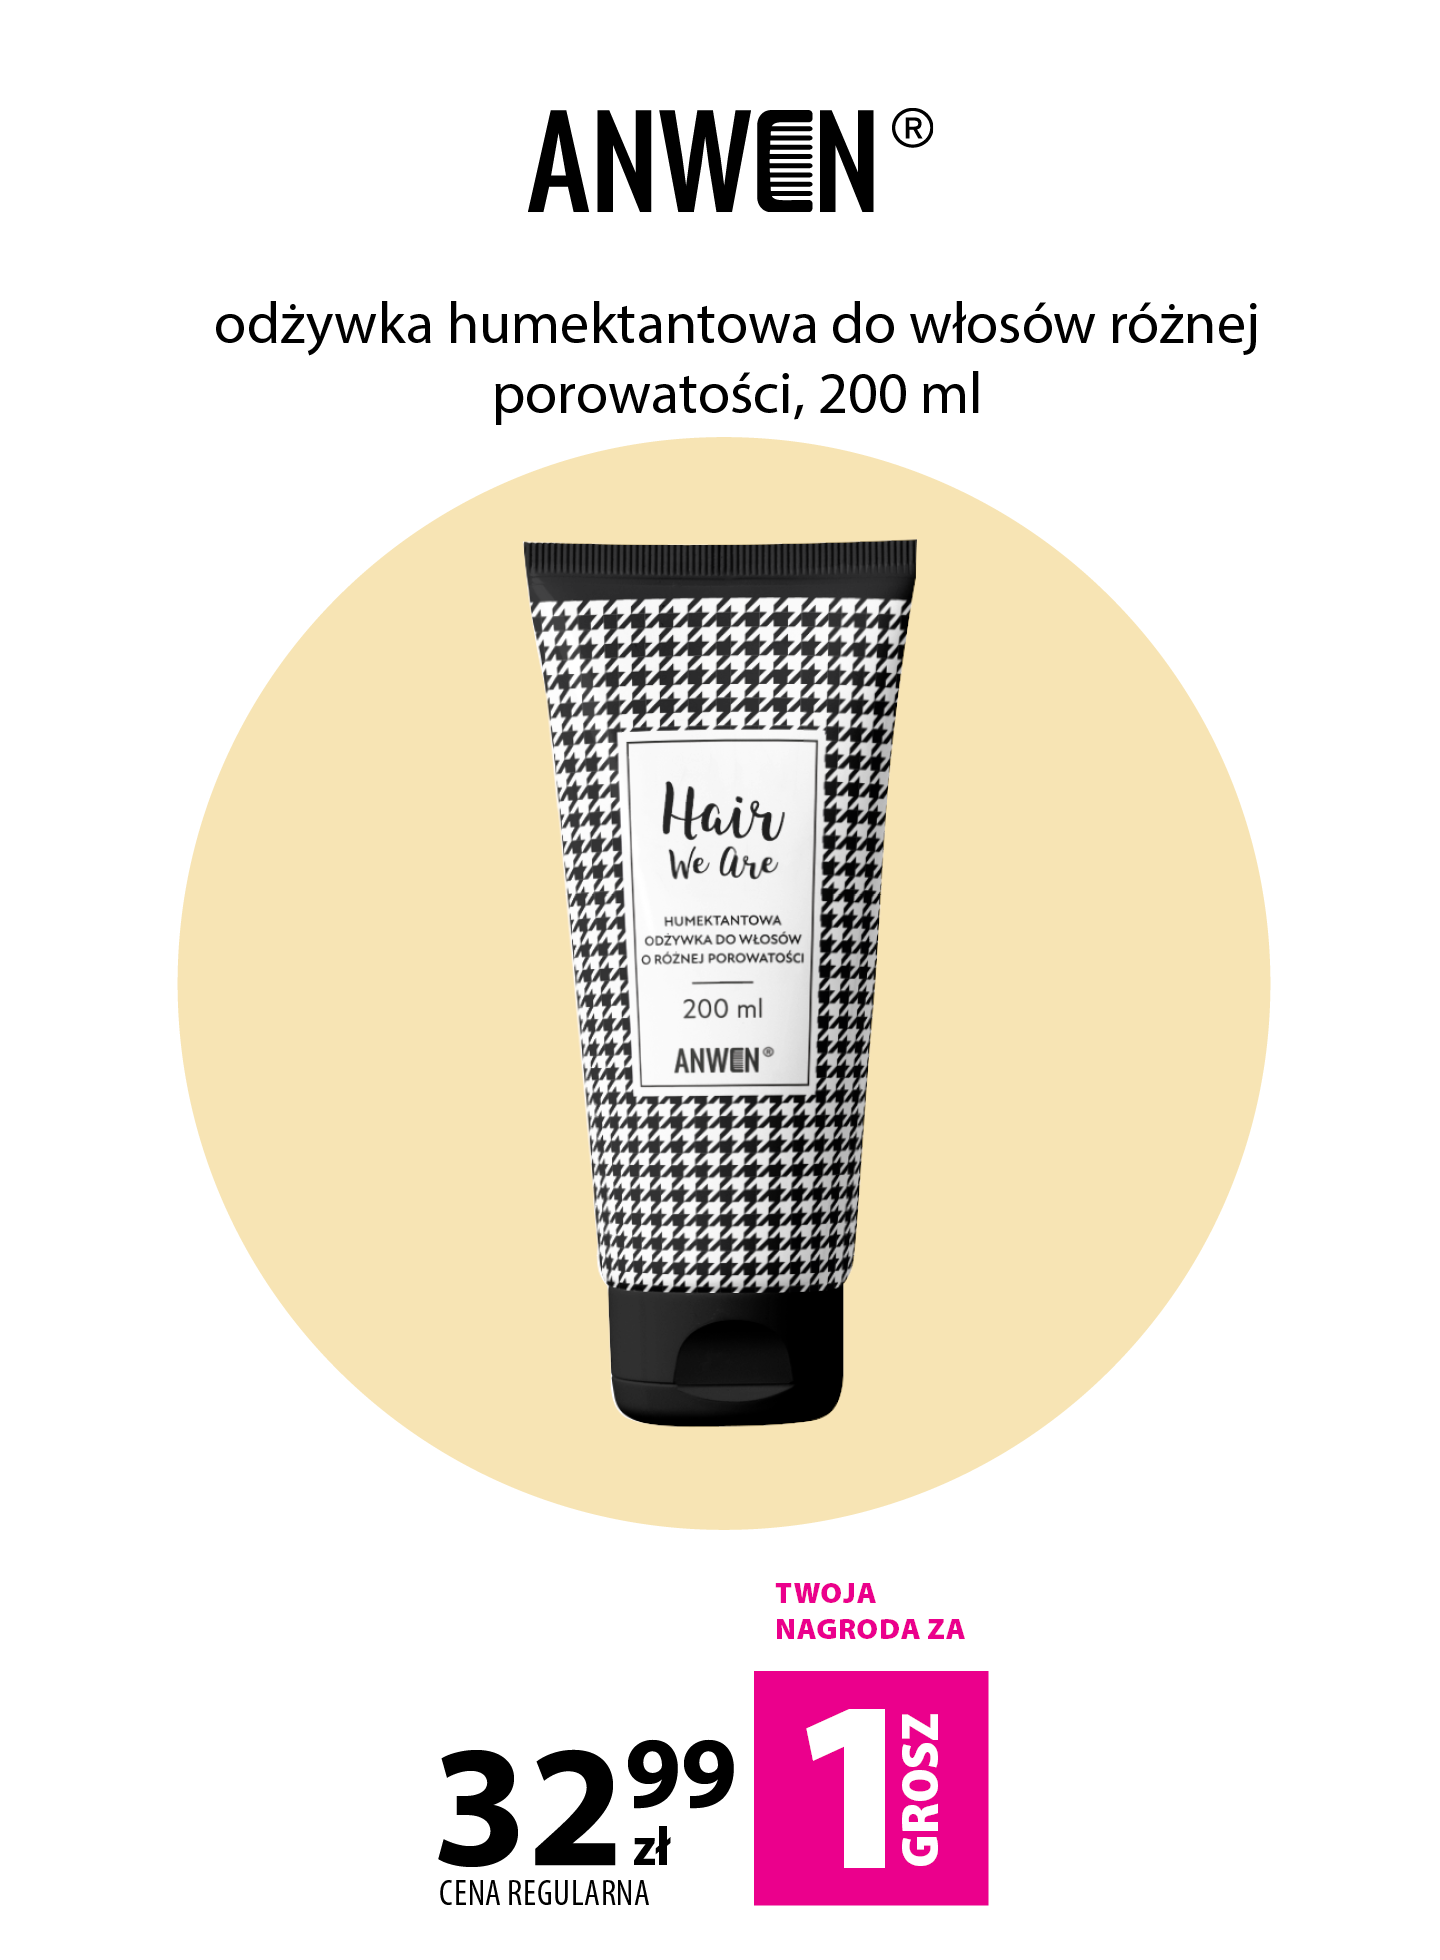 ANWEN®
odżywka humektantowa do włosów różnej
porowatości, 200 ml
Hair
We Are
HUMEKTANTOWA
ODŻYWKA DO WŁOSÓW
O RÓŻNEJ POROWATOŚCI
200 ml
ANWEN®
TWOJA
NAGRODA ZA
32 99 zł
CENA REGULARNA
1 GROSZ